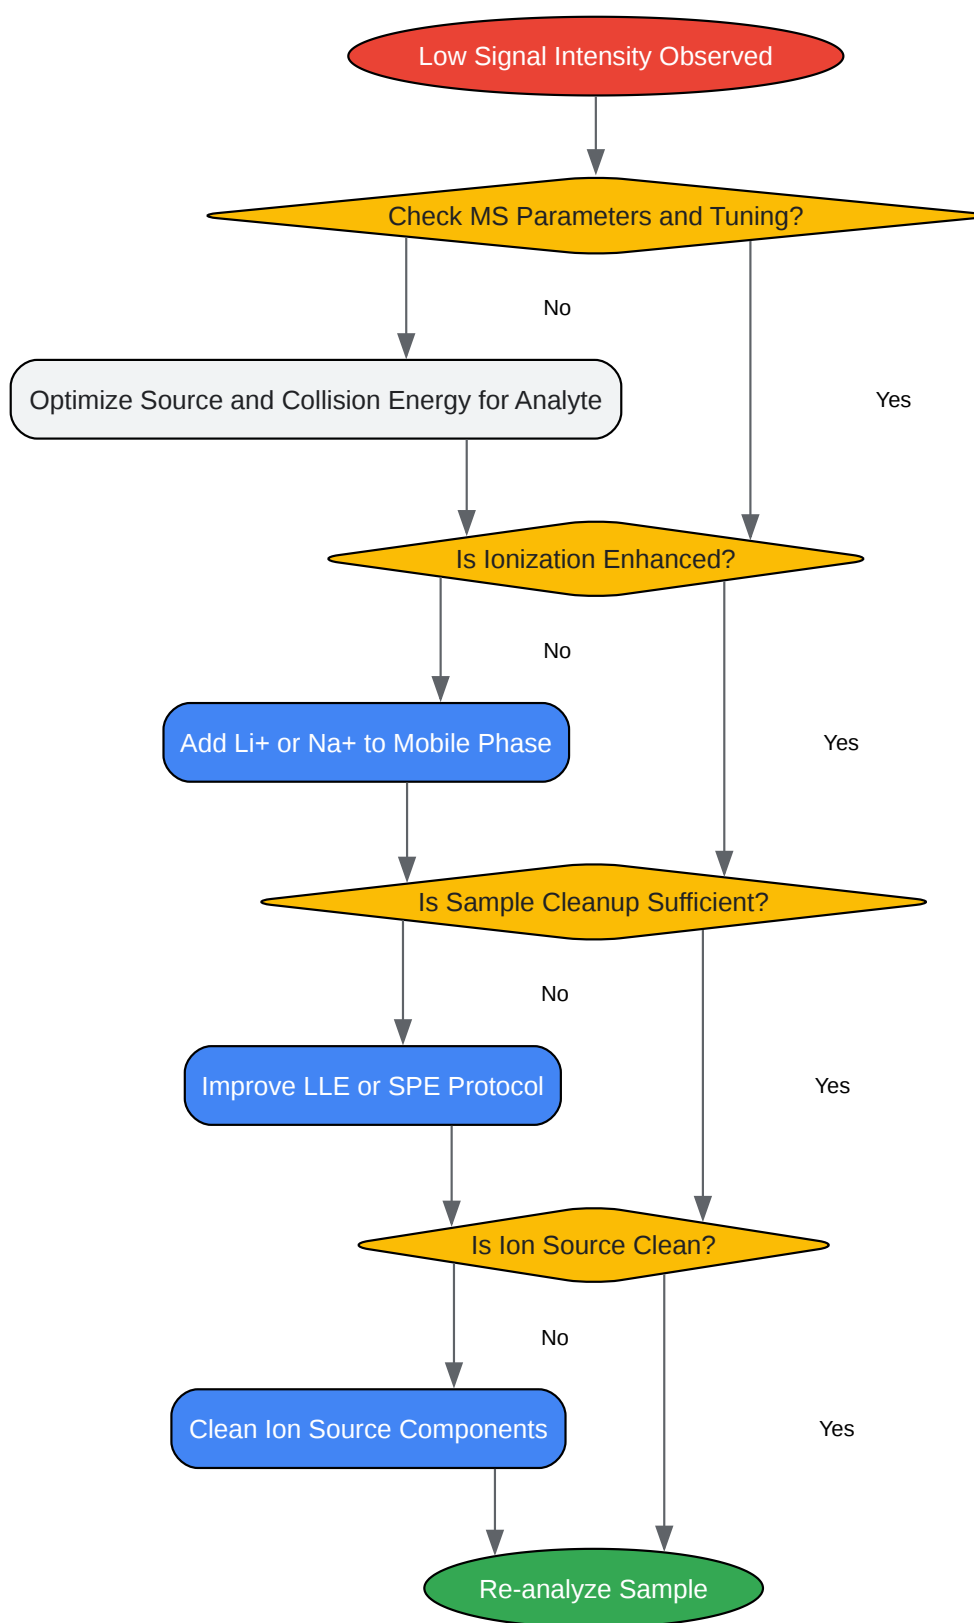 Low Signal Intensity Observed
Check MS Parameters and Tuning?
No
Optimize Source and Collision Energy for Analyte
Yes
Is Ionization Enhanced?
No
Add Li+ or Na+ to Mobile Phase
Yes
Is Sample Cleanup Sufficient?
No
Improve LLE or SPE Protocol
Yes
Is Ion Source Clean?
No
Clean Ion Source Components
Yes
Re-analyze Sample